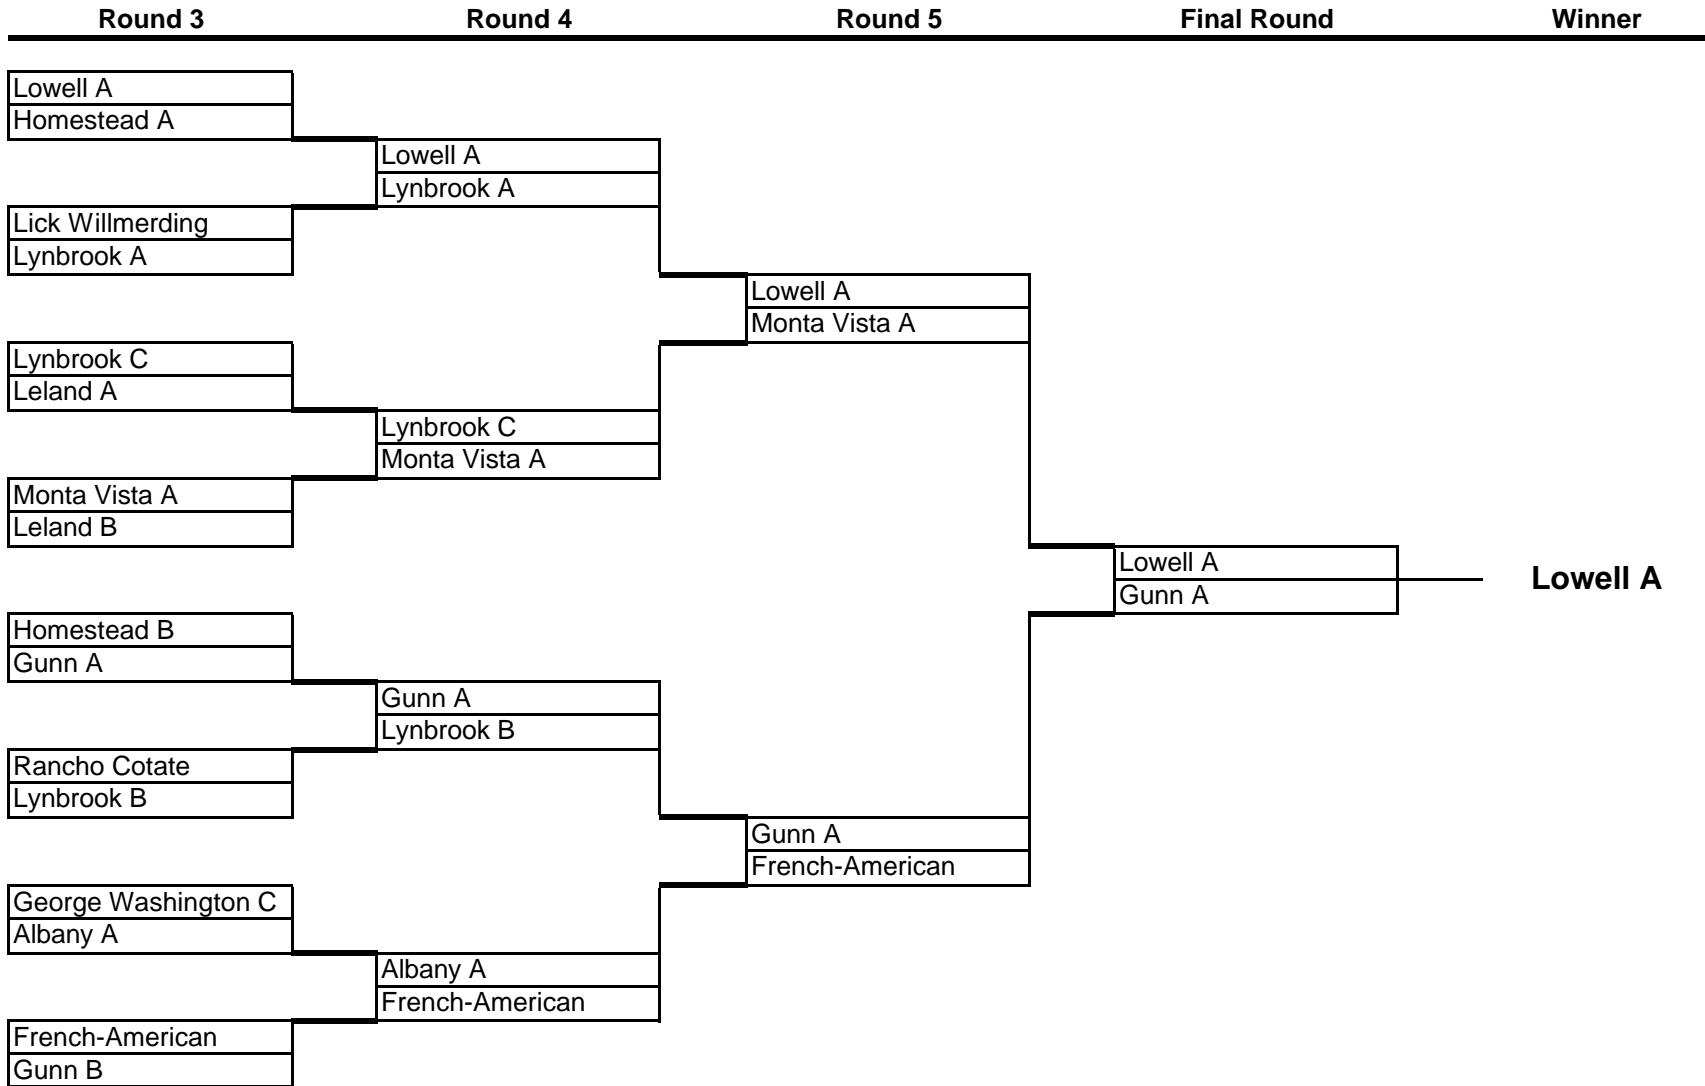 Round 3 Round 4 Round 5 Final Round Winner
Lowell A
Homestead A
Lowell A
Lynbrook A
Lick Willmerding
Lynbrook A
Lowell A
Monta Vista A
Lynbrook C
Leland A
Lynbrook C
Monta Vista A
Monta Vista A
Leland B
Lowell A
Gunn A
Lowell A
Homestead B
Gunn A
Gunn A
Lynbrook B
Rancho Cotate
Lynbrook B
Gunn A
French-American
George Washington C
Albany A
Albany A
French-American
French-American
Gunn B